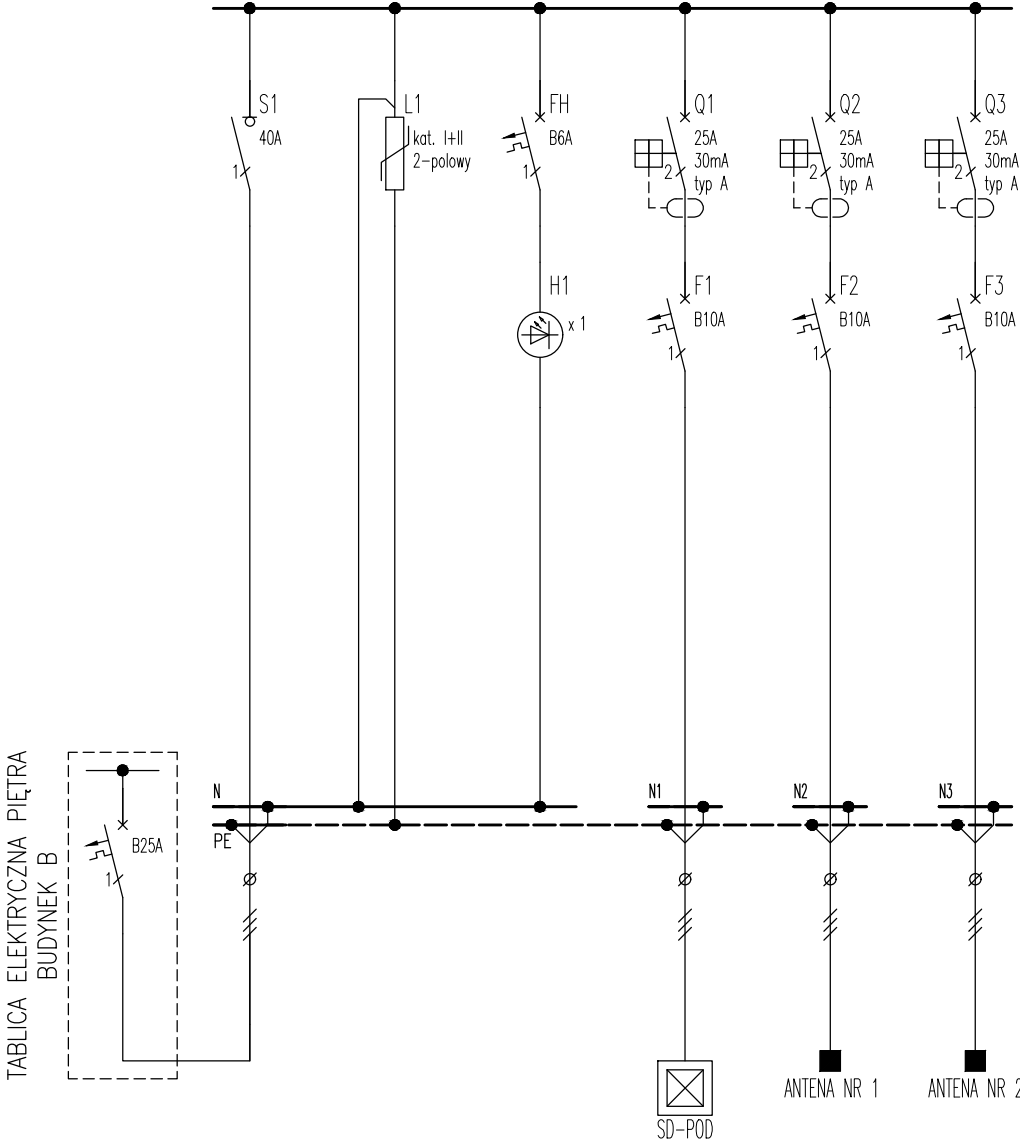 S1
40A
1
L1
kat. I+II
2-polowy
FH
B6A
1
H1
x 1
Q1
25A
30mA
typ A
2
F1
B10A
1
Q2
25A
30mA
typ A
2
F2
B10A
1
Q3
25A
30mA
typ A
2
F3
B10A
1
N
PE
N1
N2
N3
TABLICA ELEKTRYCZNA PIĘTRA
BUDYNEK B
B25A
1
SD-POD
ANTENA NR 1
ANTENA NR 2